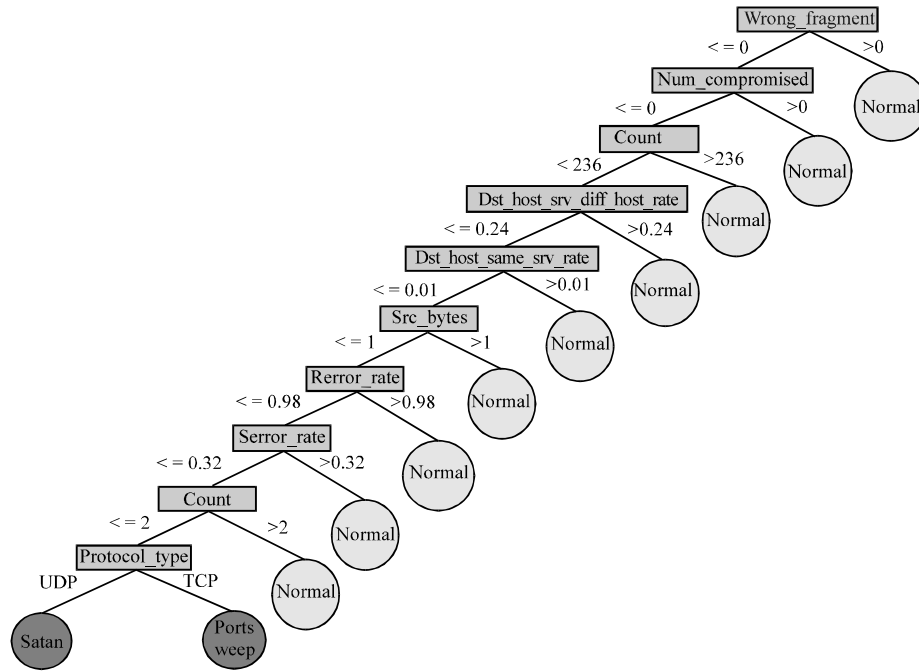 Wrong_fragment
< = 0
>0
Num_compromised
Normal
< = 0
>0
Count
Normal
< 236
>236
Dst_host_srv_diff_host_rate
Normal
< = 0.24
>0.24
Dst_host_same_srv_rate
Normal
< = 0.01
>0.01
Src_bytes
Normal
< = 1
>1
Rerror_rate
Normal
< = 0.98
>0.98
Serror_rate
Normal
< = 0.32
>0.32
Count
Normal
< = 2
>2
Protocol_type
Normal
UDP
TCP
Satan
Ports
weep